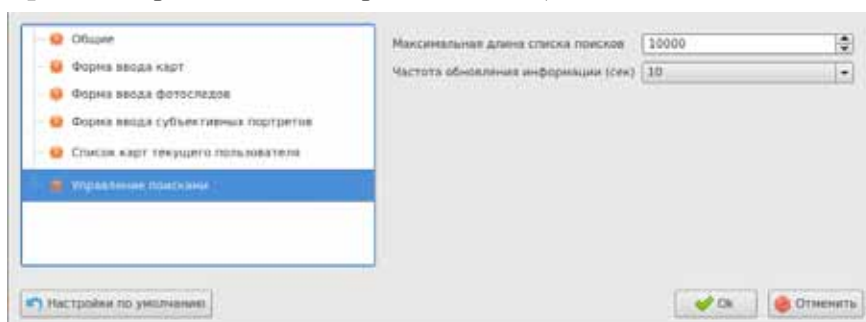 Общие
Форма ввода карт
Форма ввода фотоследов
Форма ввода субъективных портретов
Список карт текущего пользователя
Управление поисками
Максимальная длина списка поисков 10000
Частота обновления информации (сек) 10
Настройки по умолчанию
Ok
Отменить